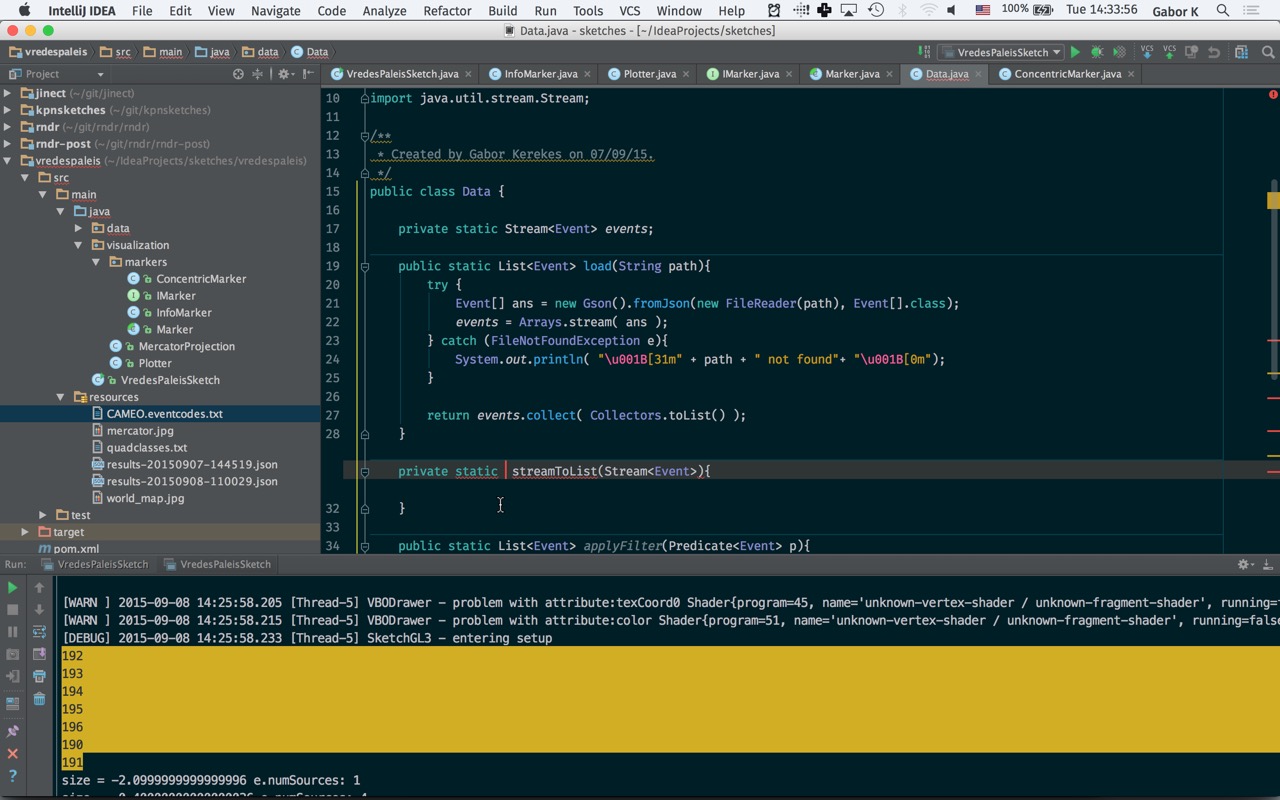 IntelliJ IDEA File Edit View Navigate Code Analyze Refactor Build Run Tools VCS Window Help 100% Tue 14:33:56 Gabor K
Data.java - sketches - [~/IdeaProjects/sketches]
vredespaleis src main java data Data VredesPaleisSketch VCS VCS
Project VredesPaleisSketch.java InfoMarker.java Plotter.java IMarker.java Marker.java Data.java ConcentricMarker.java
jinect (~/git/jinect)
kpnsketches (~/git/kpnsketches)
rndr (~/git/rndr/rndr)
rndr-post (~/git/rndr/rndr-post)
vredespaleis (~/IdeaProjects/sketches/vredespaleis)
src
main
java
data
visualization
markers
ConcentricMarker
IMarker
InfoMarker
Marker
MercatorProjection
Plotter
VredesPaleisSketch
resources
CAMEO.eventcodes.txt
mercator.jpg
quadclasses.txt
results-20150907-144519.json
results-20150908-110029.json
world_map.jpg
test
target
pom.xml
10 import java.util.stream.Stream;
11
12 /**
13 * Created by Gabor Kerekes on 07/09/15.
14 */
15 public class Data {
16
17 private static Stream<Event> events;
18
19 public static List<Event> load(String path){
20 try {
21 Event[] ans = new Gson().fromJson(new FileReader(path), Event[].class);
22 events = Arrays.stream( ans );
23 } catch (FileNotFoundException e){
24 System.out.println( "\u001B[31m" + path + " not found"+ "\u001B[0m");
25 }
26
27 return events.collect( Collectors.toList() );
28 }
private static streamToList(Stream<Event>){
32 }
33
34 public static List<Event> applyFilter(Predicate<Event> p){
Run: VredesPaleisSketch VredesPaleisSketch
[WARN ] 2015-09-08 14:25:58.205 [Thread-5] VBODrawer - problem with attribute:texCoord0 Shader{program=45, name='unknown-vertex-shader / unknown-fragment-shader', running=
[WARN ] 2015-09-08 14:25:58.215 [Thread-5] VBODrawer - problem with attribute:color Shader{program=51, name='unknown-vertex-shader / unknown-fragment-shader', running=false
[DEBUG] 2015-09-08 14:25:58.233 [Thread-5] SketchGL3 - entering setup
192
193
194
195
196
190
191
size = -2.0999999999999996 e.numSources: 1